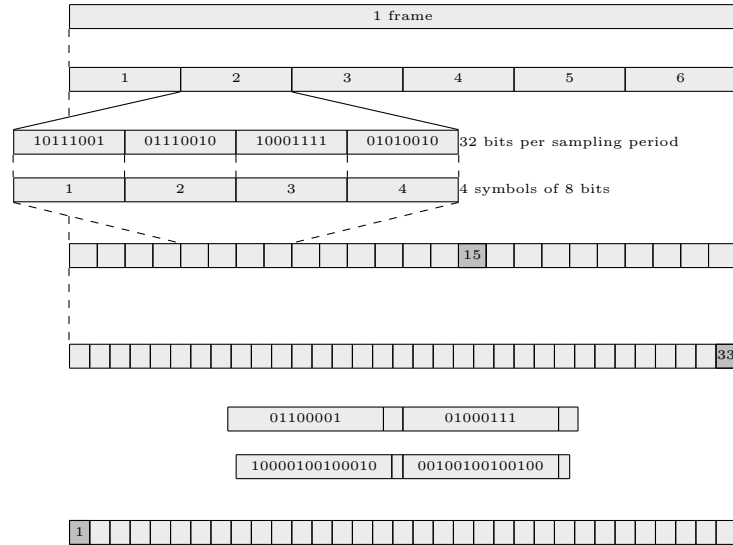 1 frame
1 2 3 4 5 6
10111001 01110010 10001111 01010010 32 bits per sampling period
1 2 3 4 4 symbols of 8 bits
15
33
01100001 01000111
10000100100010 00100100100100
1